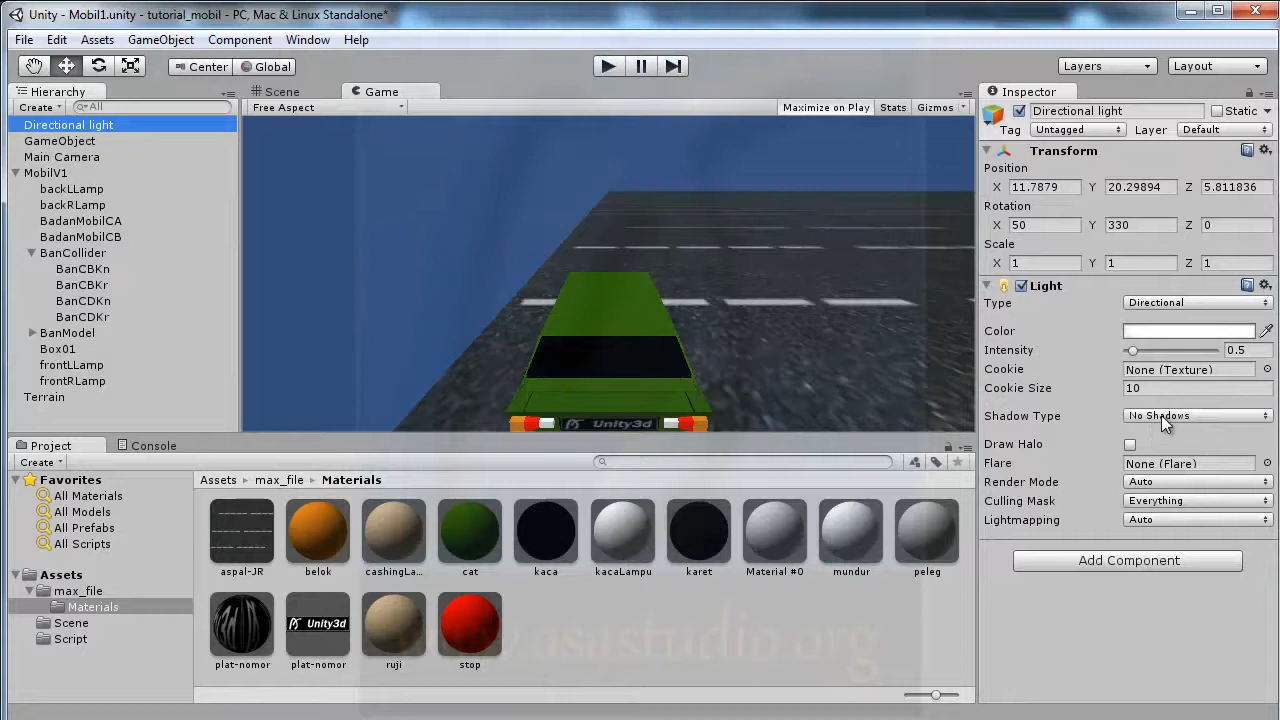 Unity - Mobil1.unity - tutorial_mobil - PC, Mac & Linux Standalone*
File Edit Assets GameObject Component Window Help
Center Global Layers Layout
Hierarchy
Create All
Directional light
GameObject
Main Camera
MobilV1
backLLamp
backRLamp
BadanMobilCA
BadanMobilCB
BanCollider
BanCBKn
BanCBKr
BanCDKn
BanCDKr
BanModel
Box01
frontLLamp
frontRLamp
Terrain
Scene Game
Free Aspect Maximize on Play Stats Gizmos
Unity3d
Inspector
Directional light Static
Tag Untagged Layer Default
Transform
Position
X 11.7879 Y 20.29894 Z 5.811836
Rotation
X 50 Y 330 Z 0
Scale
X 1 Y 1 Z 1
Light
Type Directional
Color
Intensity 0.5
Cookie None (Texture)
Cookie Size 10
Shadow Type No Shadows
Draw Halo
Flare None (Flare)
Render Mode Auto
Culling Mask Everything
Lightmapping Auto
Add Component
Project Console
Create
Favorites
All Materials
All Models
All Prefabs
All Scripts
Assets
max_file
Materials
Scene
Script
Assets max_file Materials
aspal-JR belok cashingLa... cat kaca kacaLampu karet Material #0 mundur peleg
Unity3d
plat-nomor plat-nomor ruji stop
www.asastudio.org